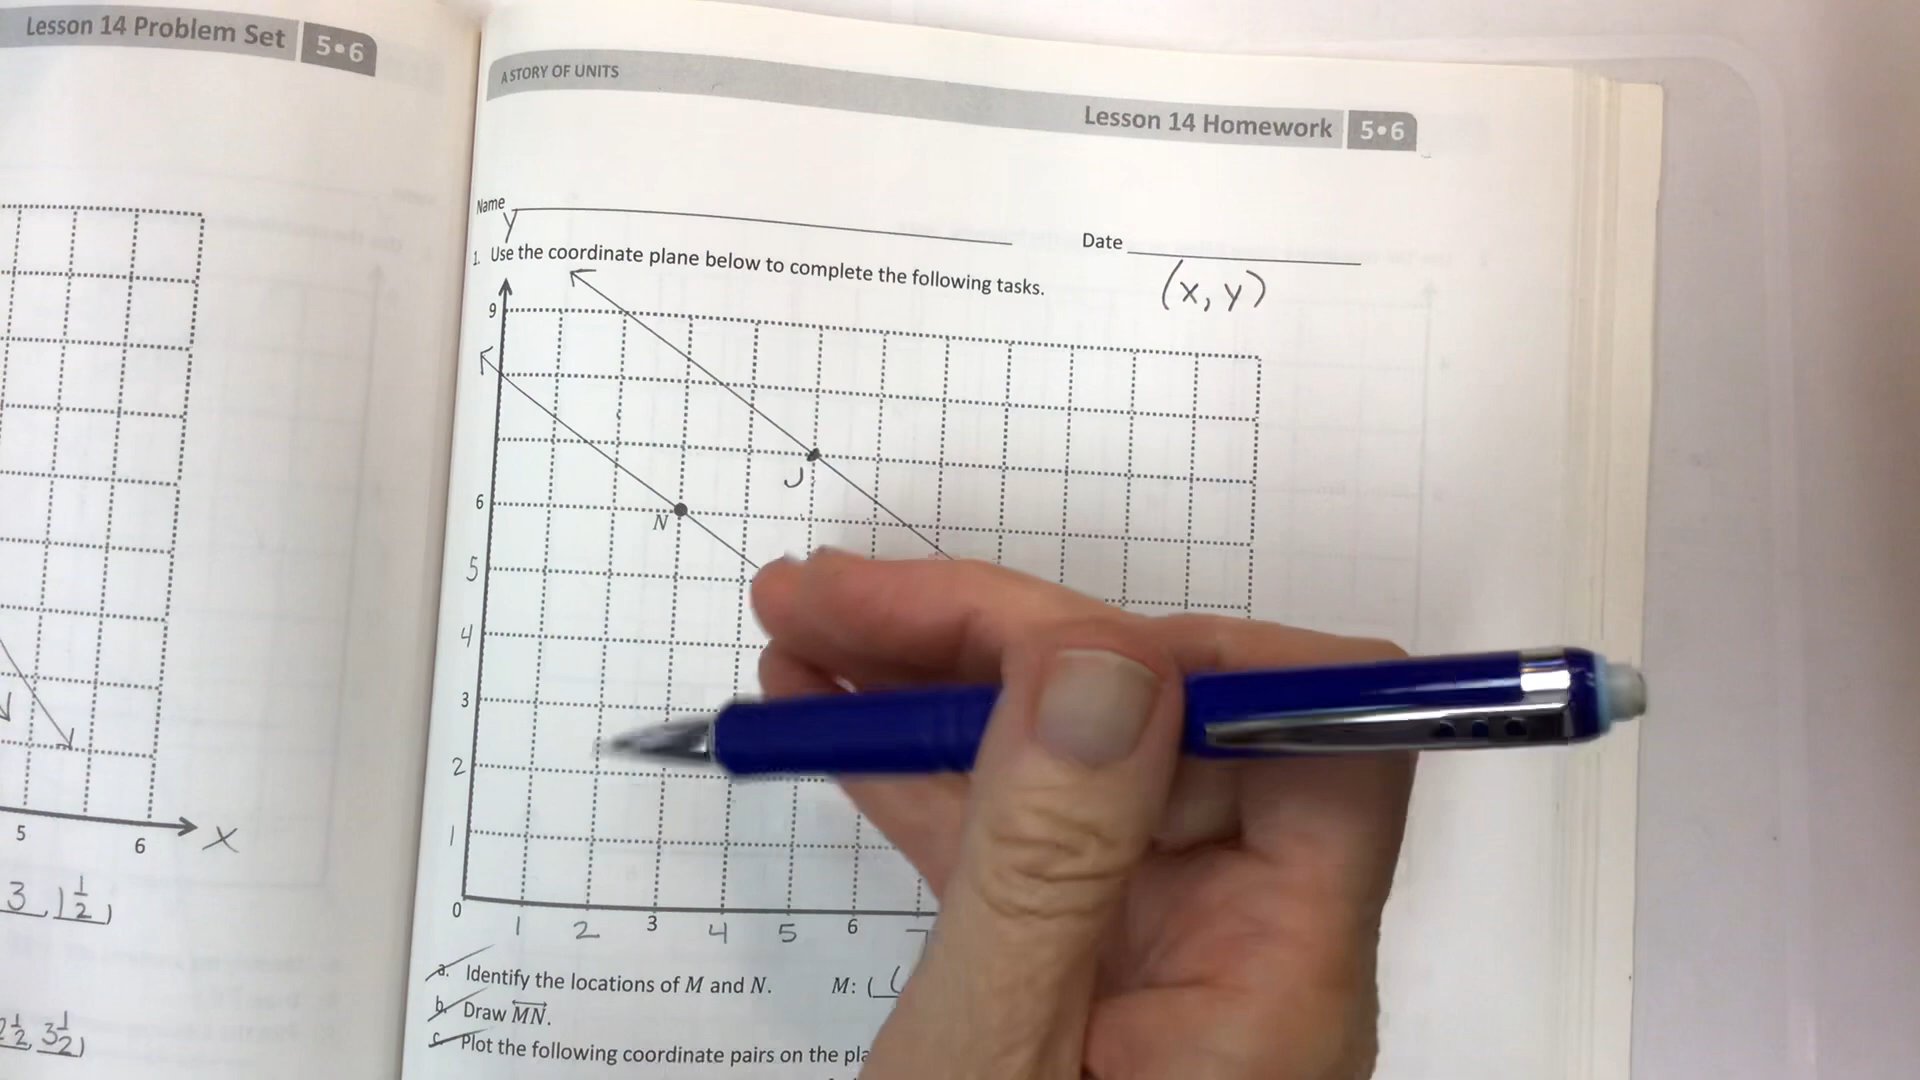 Lesson 14 Problem Set 5•6
A STORY OF UNITS
Lesson 14 Homework 5•6
Name
Date
y
1. Use the coordinate plane below to complete the following tasks.
(x, y)
9
J
6
N
5
4
3
2
1
0
1 2 3 4 5 6 7
5 6 x
3, 1 1/2)
a. Identify the locations of M and N. M: (
b. Draw MN.
2 1/2, 3 1/2)
c. Plot the following coordinate pairs on the